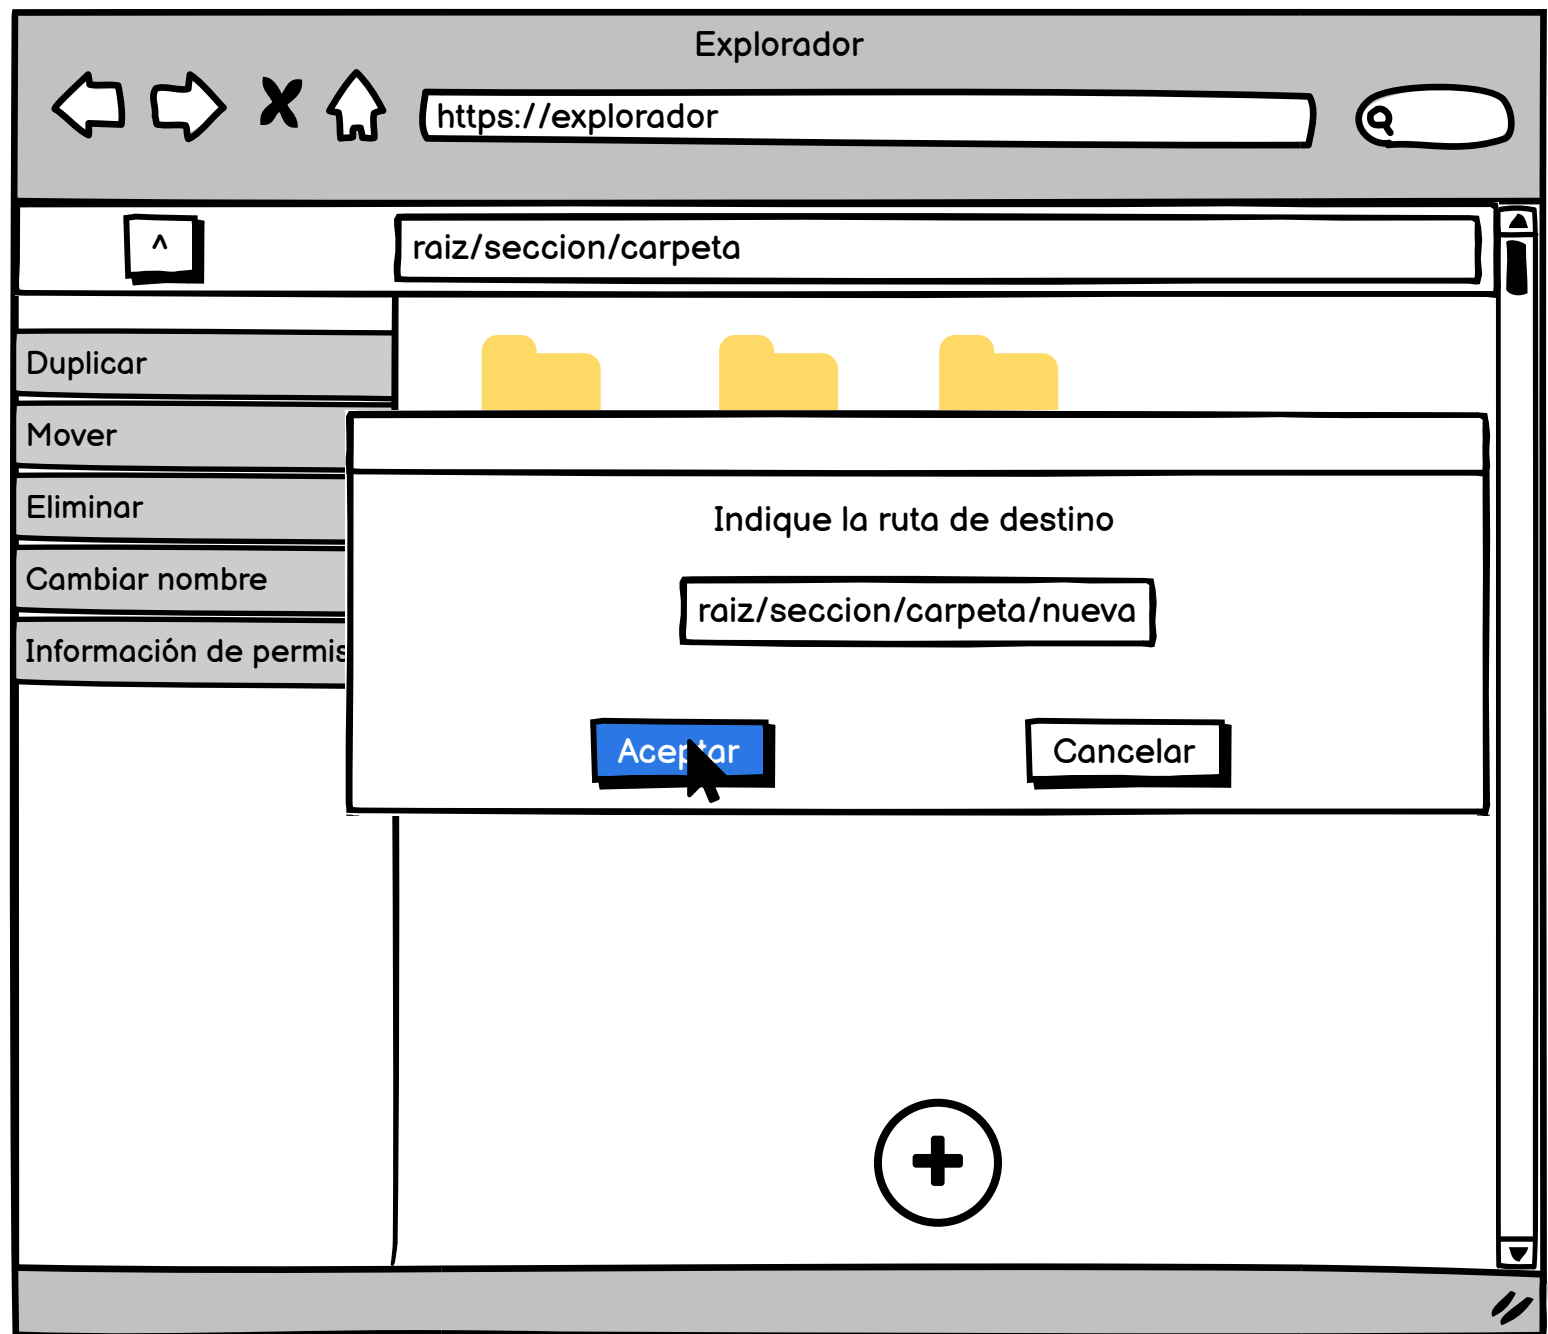 Explorador
https://explorador
^
raiz/seccion/carpeta
Duplicar
Mover
Eliminar
Cambiar nombre
Información de permis
Indique la ruta de destino
raiz/seccion/carpeta/nueva
Aceptar
Cancelar